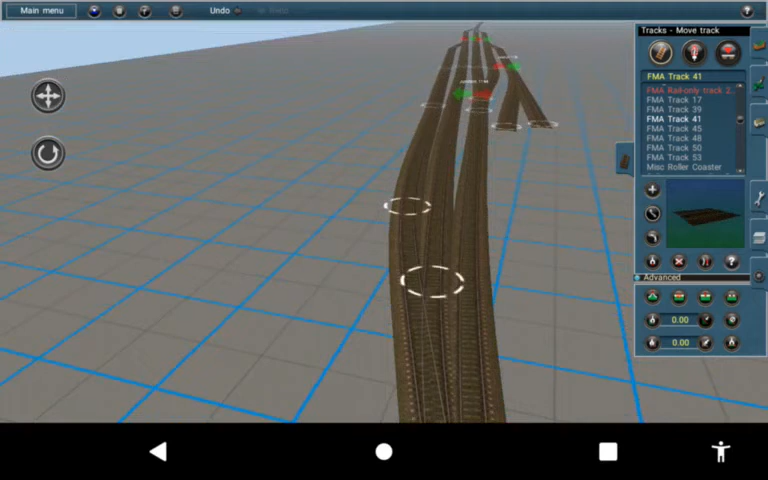 Main menu
Undo
?
Tracks - Move track
FMA Track 41
FMA Rail-only track 2...
FMA Track 17
FMA Track 39
FMA Track 41
FMA Track 45
FMA Track 48
FMA Track 50
FMA Track 53
Misc Roller Coaster
?
Advanced
0.00
0.00